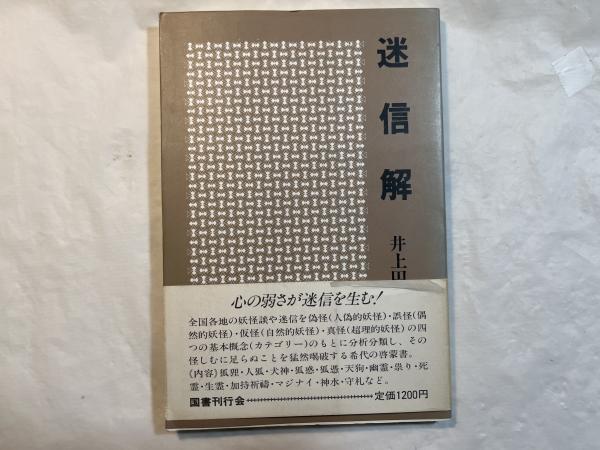 迷信解
井上円
心の弱さが迷信を生む!
全国各地の妖怪談や迷信を偽怪(人偽的妖怪)・誤怪(偶
然的妖怪)・仮怪(自然的妖怪)・真怪(超理的妖怪)の四
つの基本概念(カテゴリー)のもとに分析分類し、その
怪しむに足らぬことを猛然喝破する希代の啓蒙書。
(内容)狐狸・人狐・犬神・狐惑・狐憑・天狗・幽霊・祟り・死
霊・生霊・加持祈禱・マジナイ・神水・守札など。
国書刊行会 定価1200円